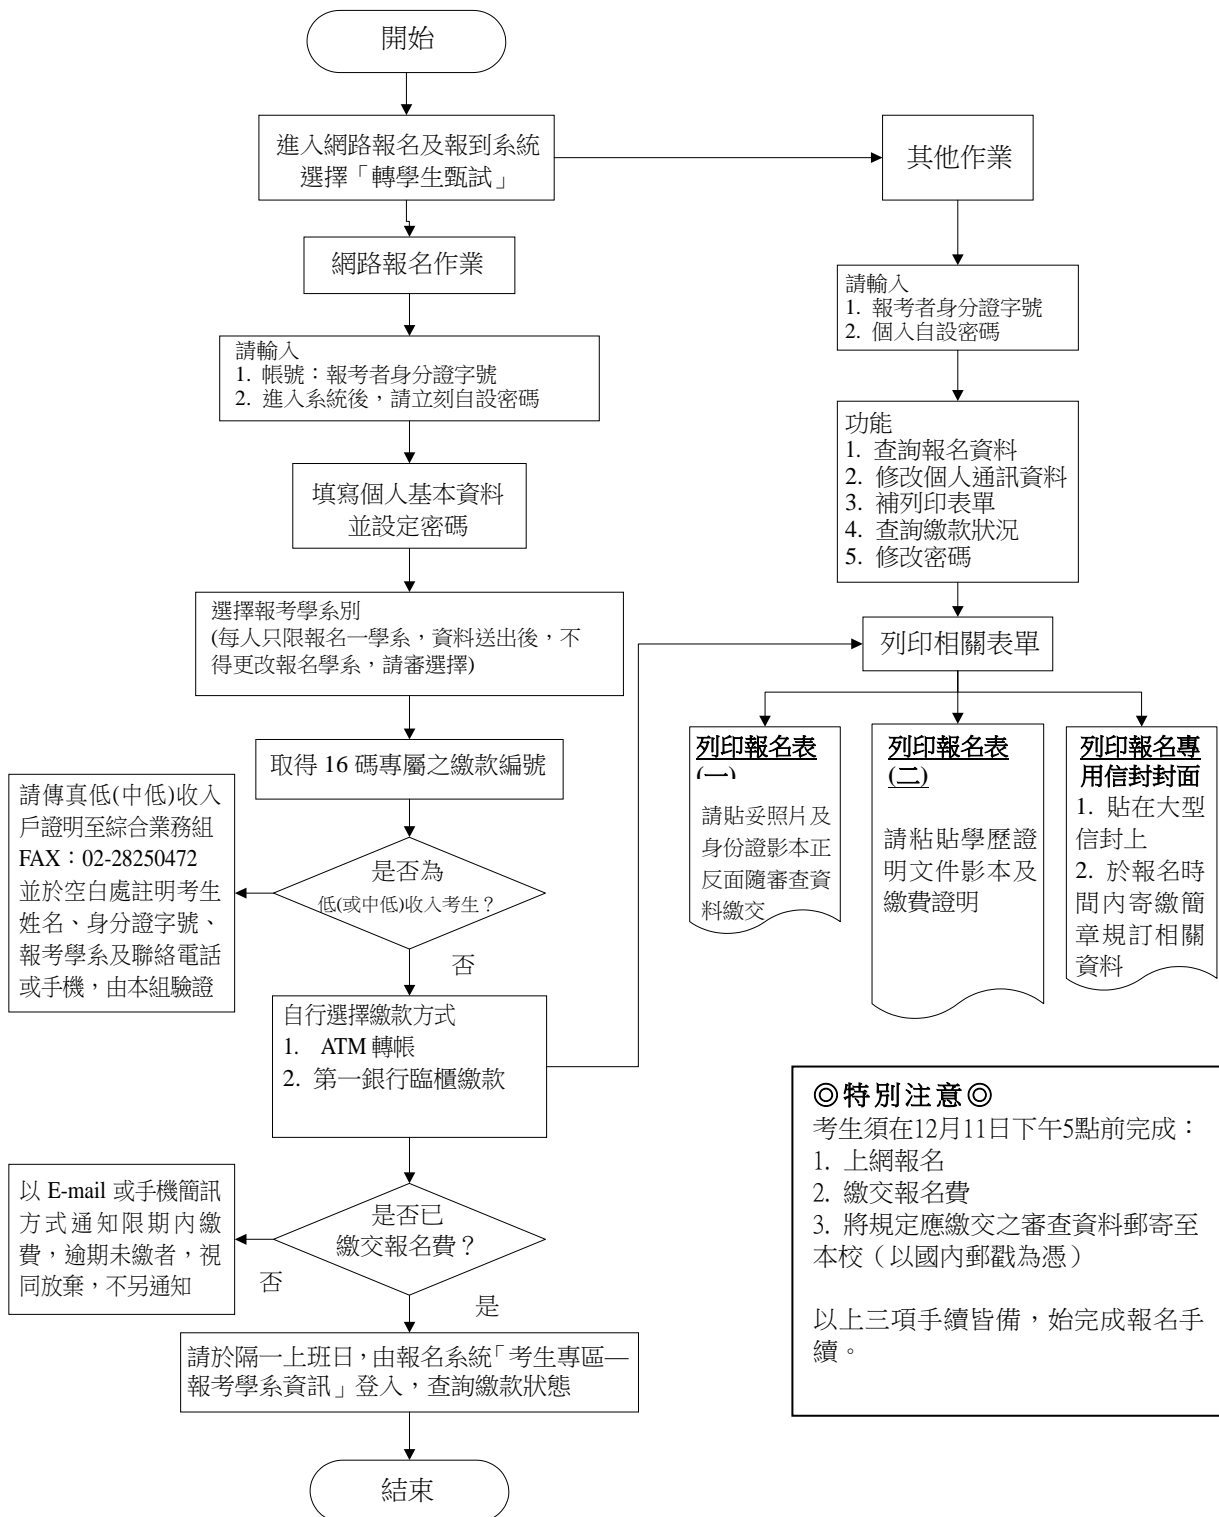 開始
進入網路報名及報到系統
選擇「轉學生甄試」
其他作業
網路報名作業
請輸入
1. 報考者身分證字號
2. 個人自設密碼
請輸入
1. 帳號：報考者身分證字號
2. 進入系統後，請立刻自設密碼
功能
1. 查詢報名資料
2. 修改個人通訊資料
3. 補列印表單
4. 查詢繳款狀況
5. 修改密碼
填寫個人基本資料
並設定密碼
選擇報考學系別
(每人只限報名一學系，資料送出後，不
得更改報名學系，請審選擇)
列印相關表單
取得 16 碼專屬之繳款編號
列印報名表
(一)
請貼妥照片及
身份證影本正
反面隨審查資
料繳交
列印報名表
(二)
請粘貼學歷證
明文件影本及
繳費證明
列印報名專
用信封封面
1. 貼在大型
信封上
2. 於報名時
間內寄繳簡
章規訂相關
資料
請傳真低(中低)收入
戶證明至綜合業務組
FAX：02-28250472
並於空白處註明考生
姓名、身分證字號、
報考學系及聯絡電話
或手機，由本組驗證
是否為
低(或中低)收入考生？
否
自行選擇繳款方式
1. ATM 轉帳
2. 第一銀行臨櫃繳款
◎特別注意◎
考生須在12月11日下午5點前完成：
1. 上網報名
2. 繳交報名費
3. 將規定應繳交之審查資料郵寄至
本校（以國內郵戳為憑）
以上三項手續皆備，始完成報名手
續。
以 E-mail 或手機簡訊
方式通知限期內繳
費，逾期未繳者，視
同放棄，不另通知
是否已
繳交報名費？
否
是
請於隔一上班日，由報名系統「考生專區—
報考學系資訊」登入，查詢繳款狀態
結束